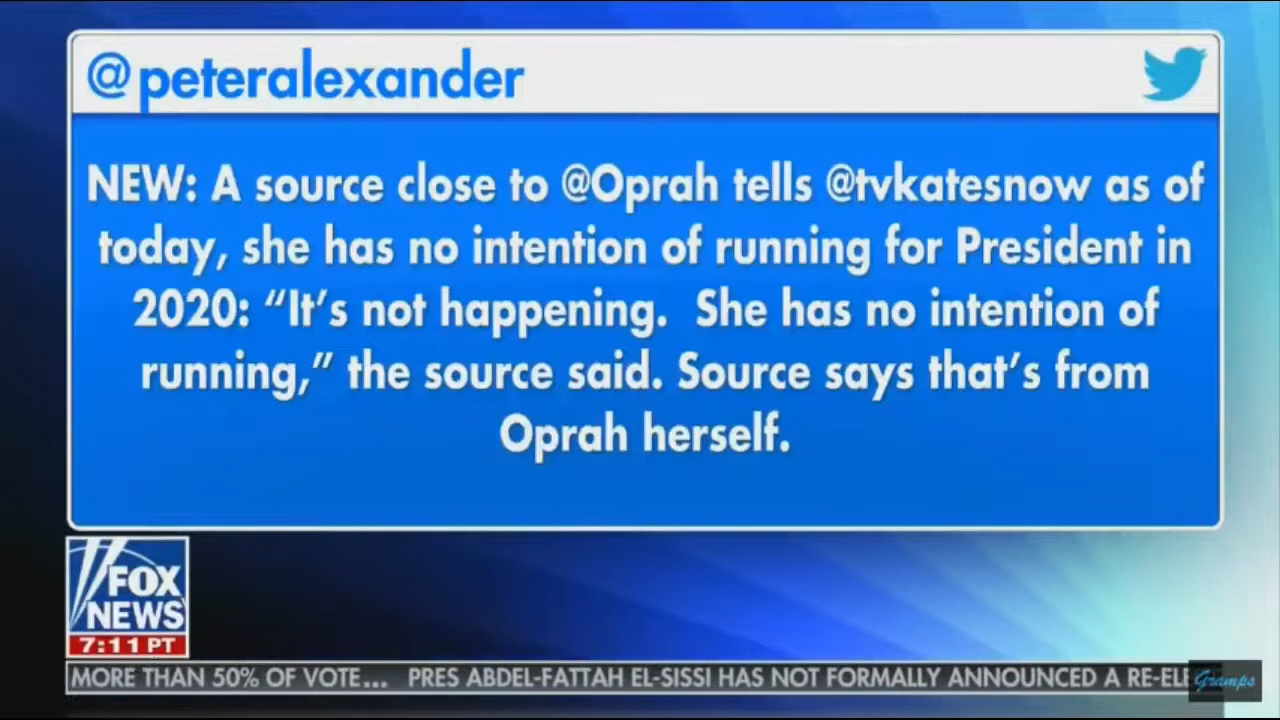 @peteralexander
NEW: A source close to @Oprah tells @tvkatesnow as of
today, she has no intention of running for President in
2020: “It’s not happening.  She has no intention of
running,” the source said. Source says that’s from
Oprah herself.
FOX
NEWS
7:11 PT
MORE THAN 50% OF VOTE... PRES ABDEL-FATTAH EL-SISSI HAS NOT FORMALLY ANNOUNCED A RE-ELE
Gramps